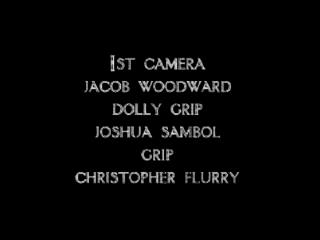 1ST CAMERA
JACOB WOODWARD
DOLLY GRIP
JOSHUA SAMBOL
GRIP
CHRISTOPHER FLURRY